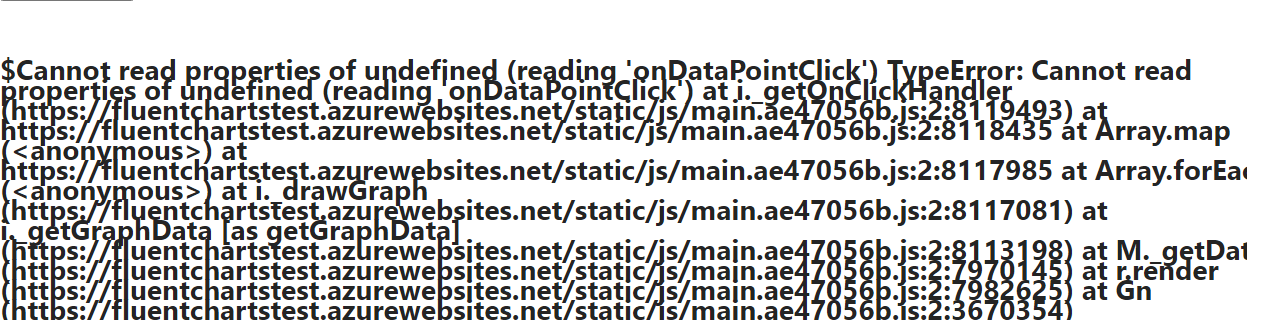 $Cannot read properties of undefined (reading 'onDataPointClick') TypeError: Cannot read
properties of undefined (reading 'onDataPointClick') at i._getOnClickHandler
(https://fluentchartstest.azurewebsites.net/static/js/main.ae47056b.js:2:8119493) at
https://fluentchartstest.azurewebsites.net/static/js/main.ae47056b.js:2:8118435 at Array.map
(<anonymous>) at
https://fluentchartstest.azurewebsites.net/static/js/main.ae47056b.js:2:8117985 at Array.forEac
(<anonymous>) at i._drawGraph
(https://fluentchartstest.azurewebsites.net/static/js/main.ae47056b.js:2:8117081) at
i._getGraphData [as getGraphData]
(https://fluentchartstest.azurewebsites.net/static/js/main.ae47056b.js:2:8113198) at M._getDat
(https://fluentchartstest.azurewebsites.net/static/js/main.ae47056b.js:2:7970145) at r.render
(https://fluentchartstest.azurewebsites.net/static/js/main.ae47056b.js:2:7982625) at Gn
(https://fluentchartstest.azurewebsites.net/static/js/main.ae47056b.js:2:3670354)